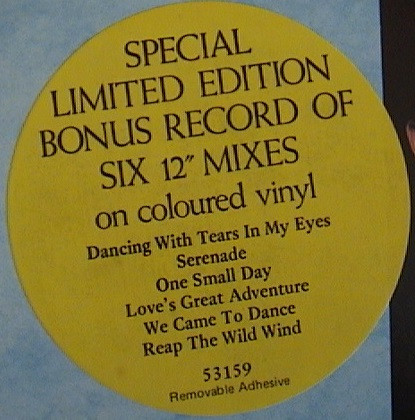 SPECIAL
LIMITED EDITION
BONUS RECORD OF
SIX 12" MIXES
on coloured vinyl
Dancing With Tears In My Eyes
Serenade
One Small Day
Love's Great Adventure
We Came To Dance
Reap The Wild Wind
53159
Removable Adhesive